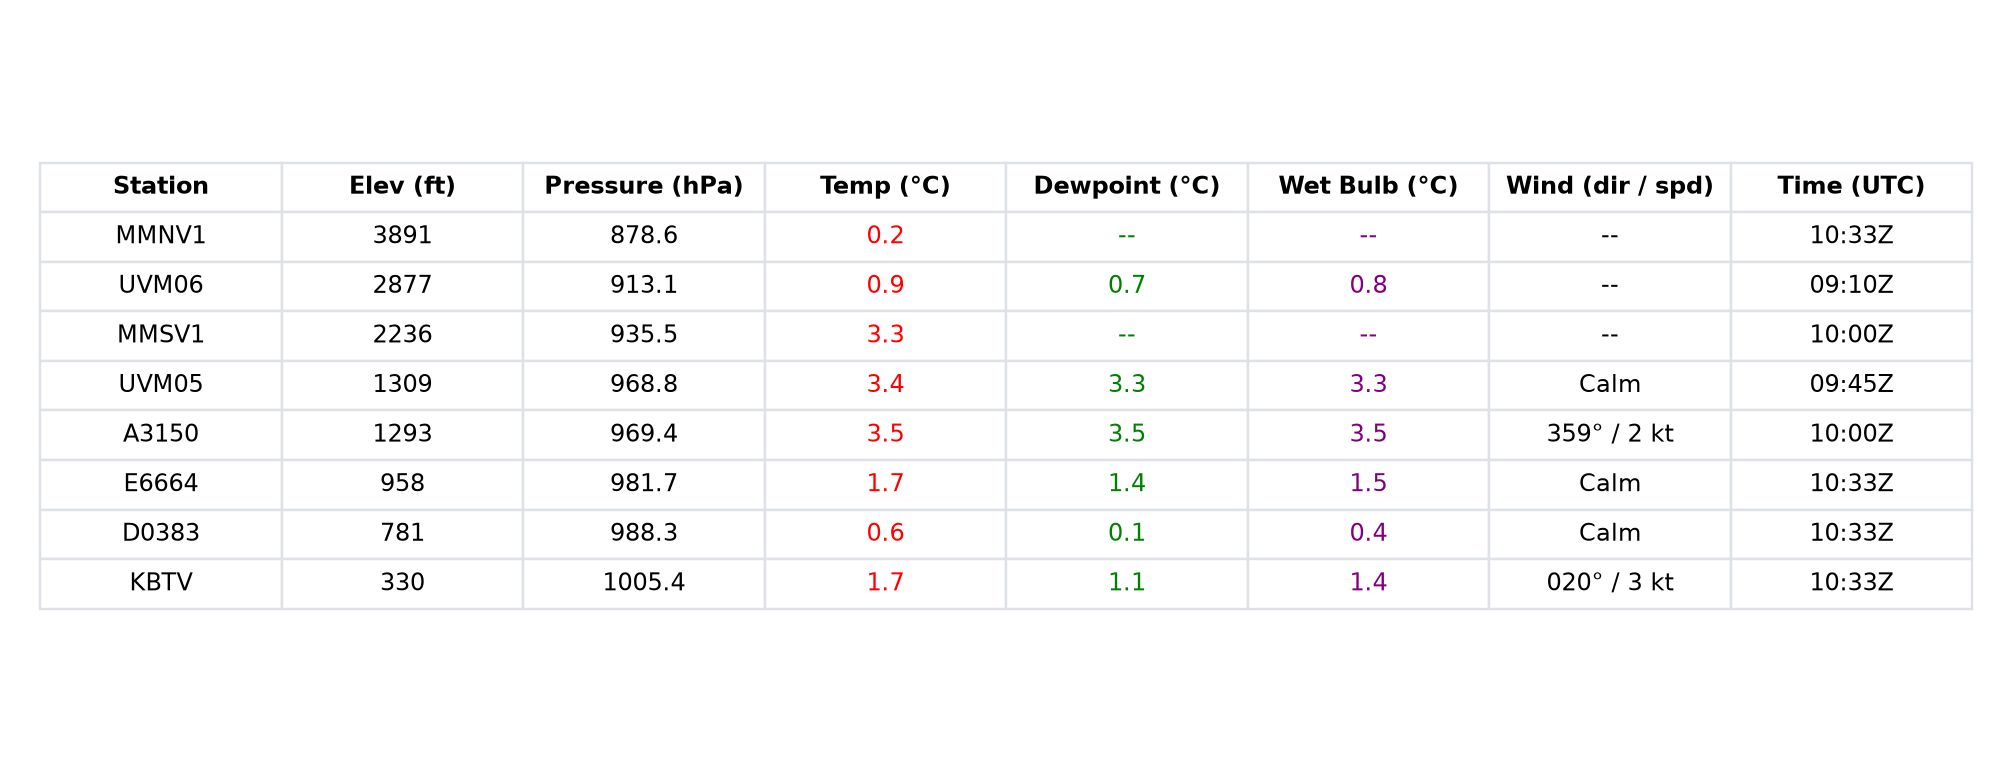 Station Elev (ft) Pressure (hPa) Temp (°C) Dewpoint (°C) Wet Bulb (°C) Wind (dir / spd) Time (UTC)
MMNV1 3891 878.6 0.2 -- -- -- 10:33Z
UVM06 2877 913.1 0.9 0.7 0.8 -- 09:10Z
MMSV1 2236 935.5 3.3 -- -- -- 10:00Z
UVM05 1309 968.8 3.4 3.3 3.3 Calm 09:45Z
A3150 1293 969.4 3.5 3.5 3.5 359° / 2 kt 10:00Z
E6664 958 981.7 1.7 1.4 1.5 Calm 10:33Z
D0383 781 988.3 0.6 0.1 0.4 Calm 10:33Z
KBTV 330 1005.4 1.7 1.1 1.4 020° / 3 kt 10:33Z